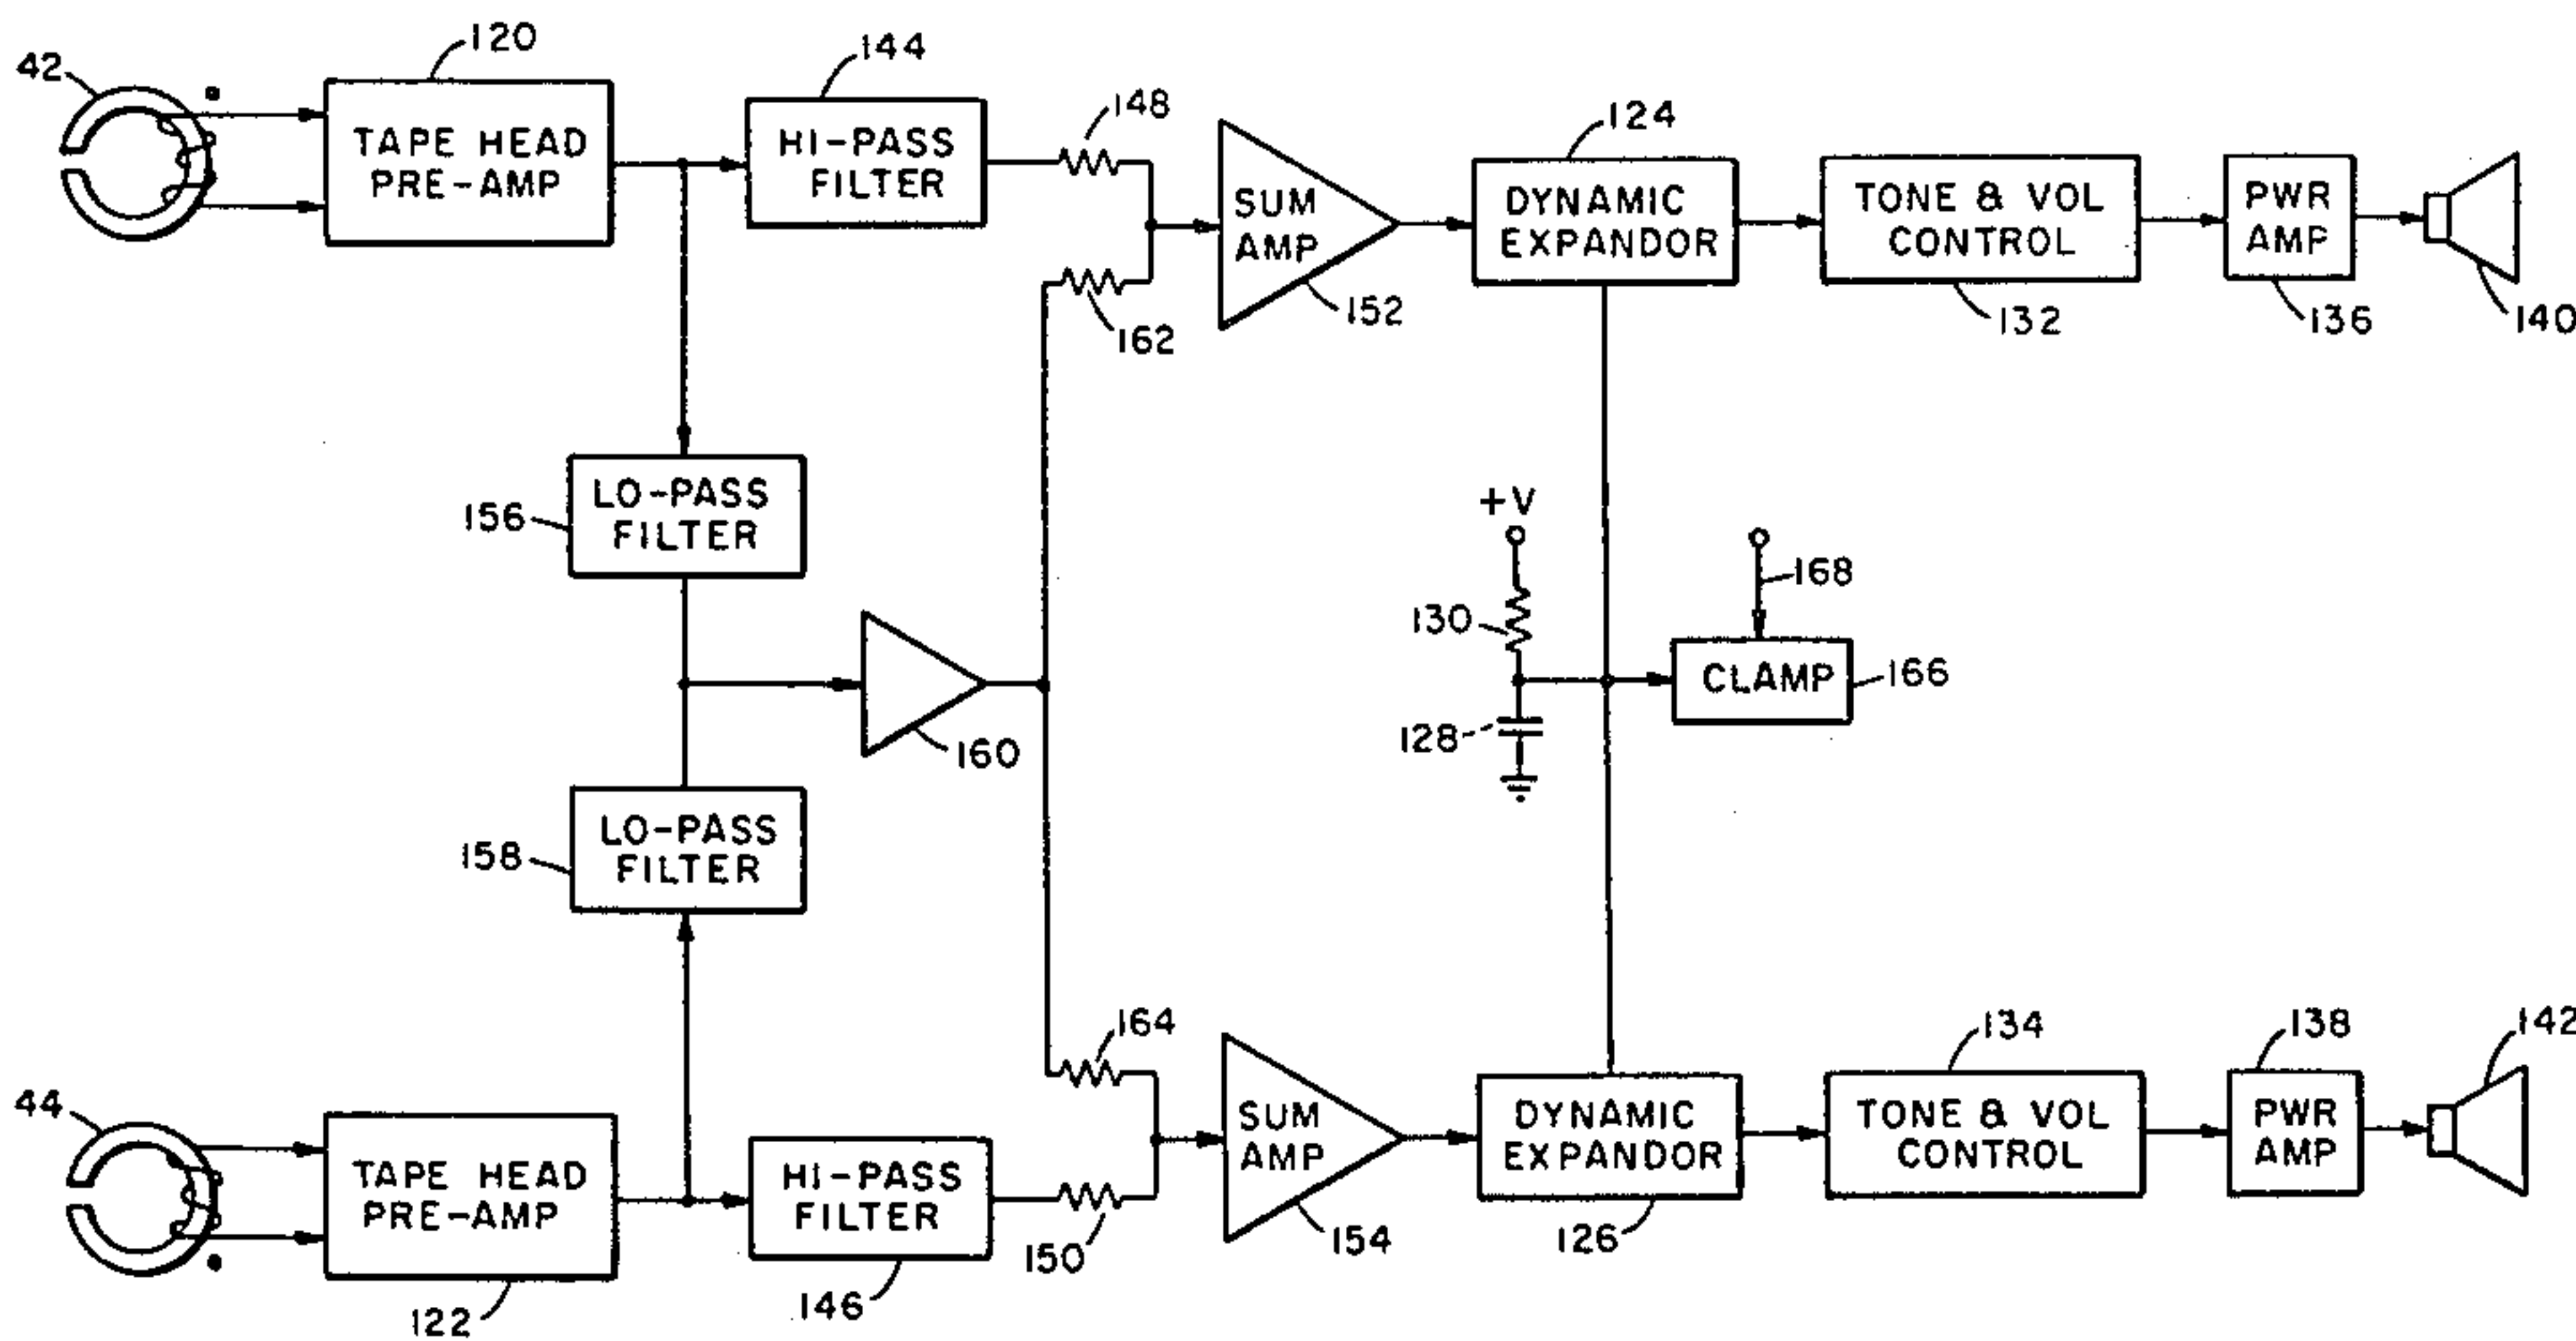 120
144
42
148
124
TAPE HEAD
PRE-AMP
HI-PASS
FILTER
SUM
AMP
DYNAMIC
EXPANDOR
TONE & VOL
CONTROL
PWR
AMP
162
152
132
136
140
LO-PASS
FILTER
156
+V
168
130
CLAMP
166
128
160
LO-PASS
FILTER
158
164
134
138
142
44
TAPE HEAD
PRE-AMP
HI-PASS
FILTER
SUM
AMP
DYNAMIC
EXPANDOR
TONE & VOL
CONTROL
PWR
AMP
150
154
126
146
122